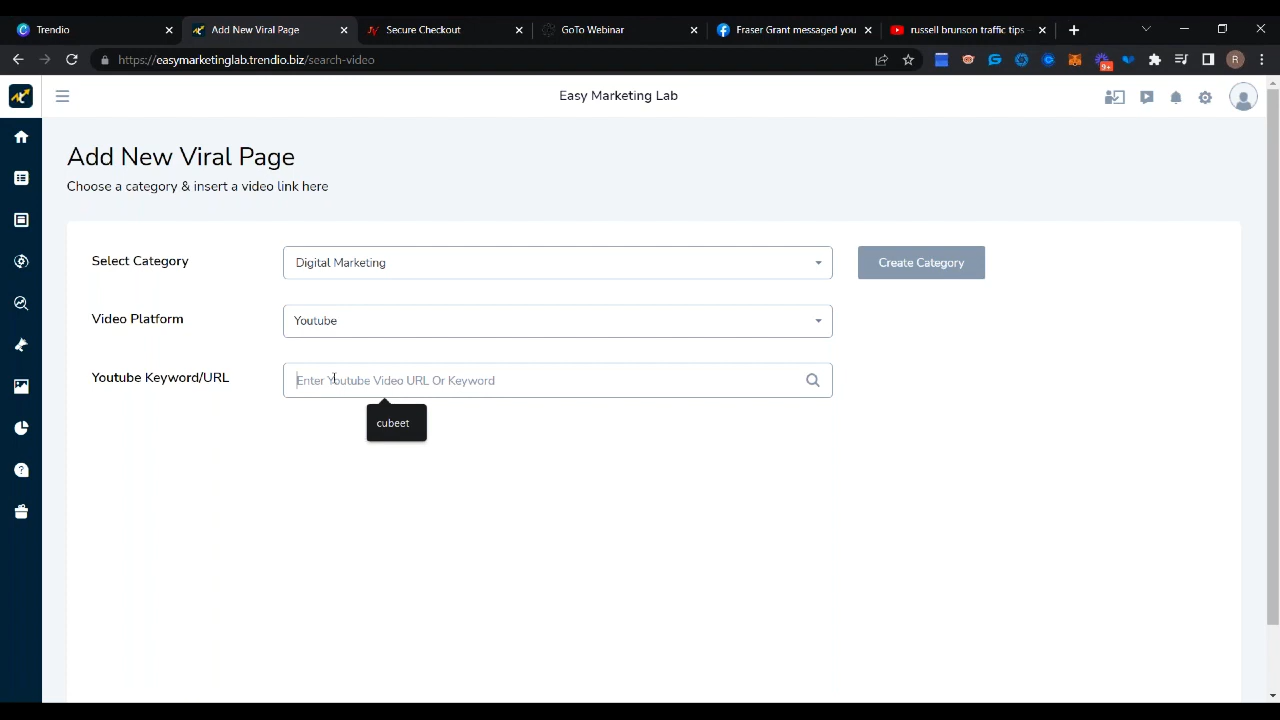 Trendio
Add New Viral Page
Secure Checkout
GoTo Webinar
Fraser Grant messaged you
russell brunson traffic tips -
https://easymarketinglab.trendio.biz/search-video
9+
R
Easy Marketing Lab
Add New Viral Page
Choose a category & insert a video link here
Select Category
Digital Marketing
Create Category
Video Platform
Youtube
Youtube Keyword/URL
Enter Youtube Video URL Or Keyword
cubeet